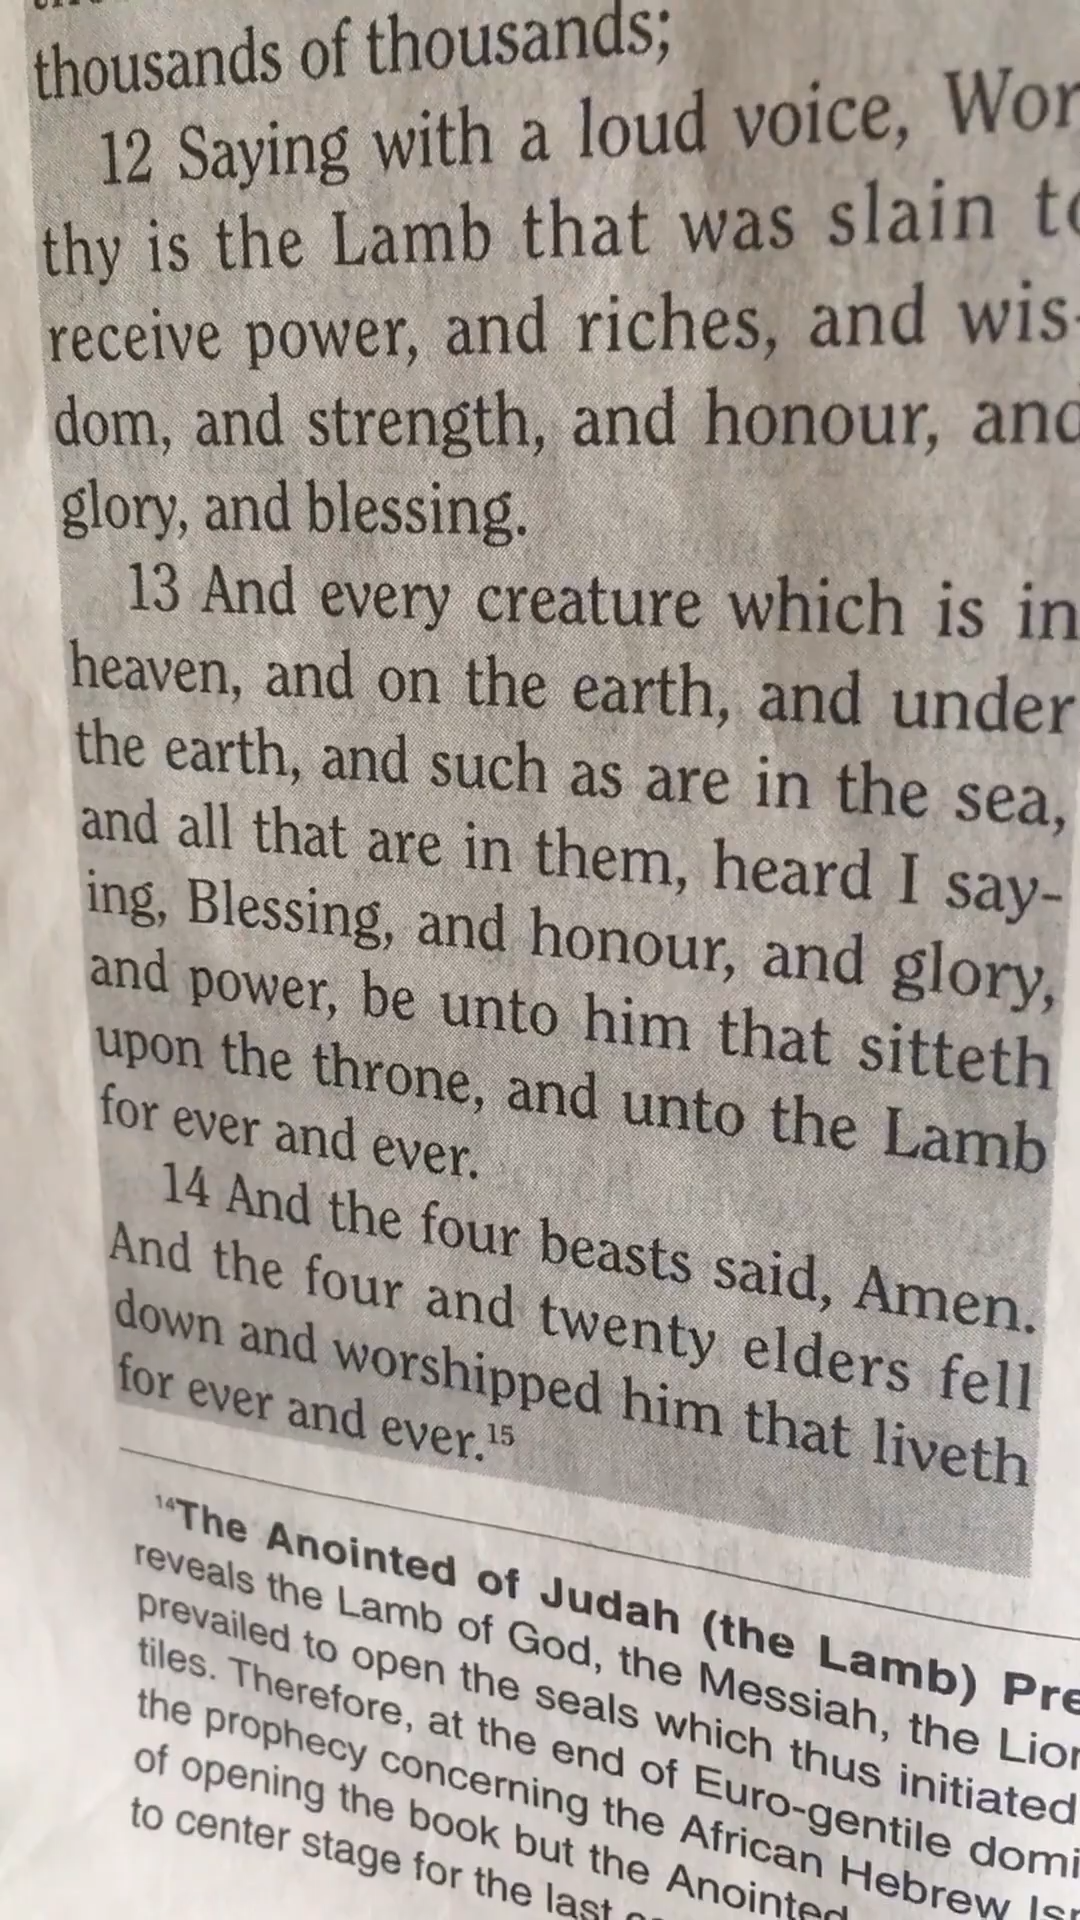 thousands of thousands;
12 Saying with a loud voice, Wor
thy is the Lamb that was slain to
receive power, and riches, and wis-
dom, and strength, and honour, and
glory, and blessing.
13 And every creature which is in
heaven, and on the earth, and under
the earth, and such as are in the sea,
and all that are in them, heard I say-
ing, Blessing, and honour, and glory,
and power, be unto him that sitteth
upon the throne, and unto the Lamb
for ever and ever.
14 And the four beasts said, Amen.
And the four and twenty elders fell
down and worshipped him that liveth
for ever and ever.15
14The Anointed of Judah (the Lamb) Pre
reveals the Lamb of God, the Messiah, the Lion
prevailed to open the seals which thus initiated
tiles. Therefore, at the end of Euro-gentile domi
the prophecy concerning the African Hebrew Isr
of opening the book but the Anointed
to center stage for the last